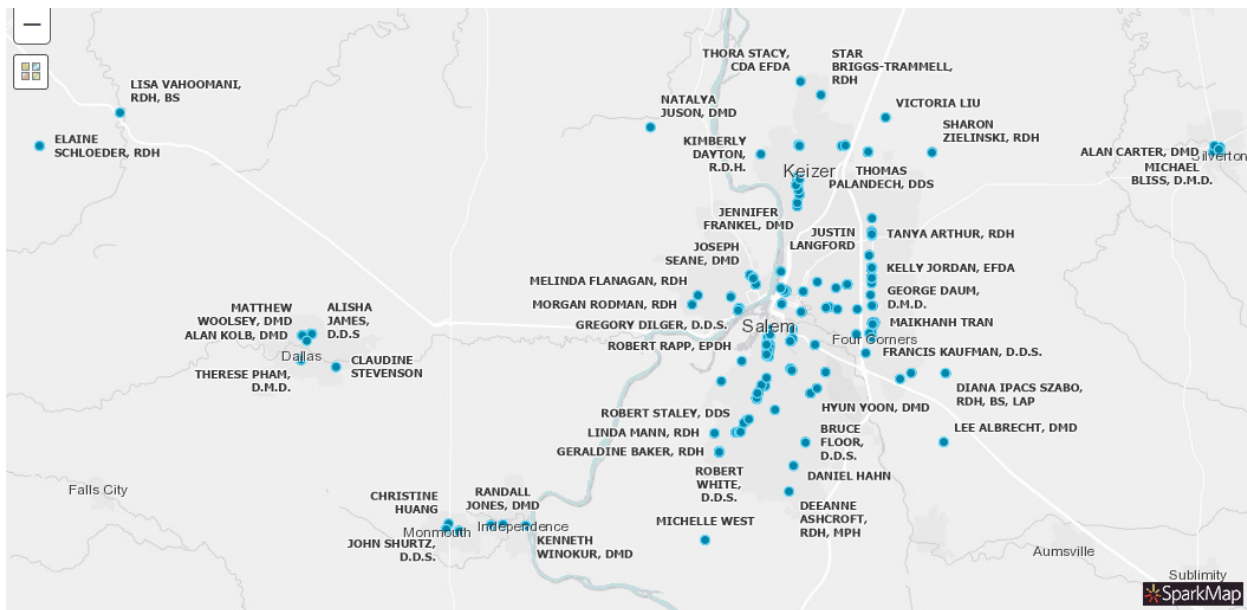 THORA STACY,
CDA EFDA
STAR
BRIGGS-TRAMMELL,
RDH
LISA VAHOOMANI,
RDH, BS
NATALYA
JUSON, DMD
VICTORIA LIU
SHARON
ZIELINSKI, RDH
ELAINE
SCHLOEDER, RDH
KIMBERLY
DAYTON,
R.D.H.
ALAN CARTER, DMD
Silverton
MICHAEL
BLISS, D.M.D.
Keizer
THOMAS
PALANDECH, DDS
JENNIFER
FRANKEL, DMD
JUSTIN
LANGFORD
TANYA ARTHUR, RDH
JOSEPH
SEANE, DMD
KELLY JORDAN, EFDA
MELINDA FLANAGAN, RDH
GEORGE DAUM,
D.M.D.
MORGAN RODMAN, RDH
MATTHEW
WOOLSEY, DMD
ALAN KOLB, DMD
ALISHA
JAMES,
D.D.S
GREGORY DILGER, D.D.S.
Salem
MAIKHANH TRAN
Four Corners
ROBERT RAPP, EPDH
FRANCIS KAUFMAN, D.D.S.
Dallas
CLAUDINE
STEVENSON
THERESE PHAM,
D.M.D.
DIANA IPACS SZABO,
RDH, BS, LAP
ROBERT STALEY, DDS
HYUN YOON, DMD
LINDA MANN, RDH
BRUCE
FLOOR,
D.D.S.
LEE ALBRECHT, DMD
GERALDINE BAKER, RDH
ROBERT
WHITE,
D.D.S.
DANIEL HAHN
Falls City
CHRISTINE
HUANG
RANDALL
JONES, DMD
DEEANNE
ASHCROFT,
RDH, MPH
MICHELLE WEST
Monmouth
Independence
JOHN SHURTZ,
D.D.S.
KENNETH
WINOKUR, DMD
Aumsville
Sublimity
SparkMap